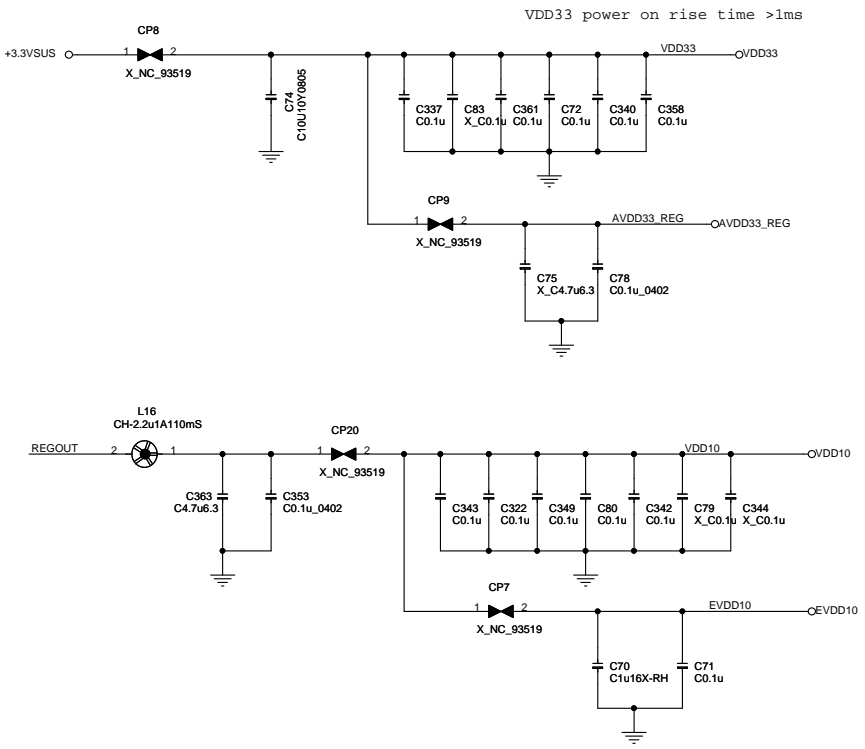 VDD33 power on rise time >1ms
CP8
+3.3VSUS
1
2
VDD33
VDD33
X_NC_93519
C74
C10U10Y0805
C337
C0.1u
C83
X_C0.1u
C361
C0.1u
C72
C0.1u
C340
C0.1u
C358
C0.1u
CP9
1
2
AVDD33_REG
AVDD33_REG
X_NC_93519
C75
X_C4.7u6.3
C78
C0.1u_0402
L16
CH-2.2u1A110mS
CP20
REGOUT
2
1
1
2
VDD10
VDD10
X_NC_93519
C363
C4.7u6.3
C353
C0.1u_0402
C343
C0.1u
C322
C0.1u
C349
C0.1u
C80
C0.1u
C342
C0.1u
C79
X_C0.1u
C344
X_C0.1u
CP7
1
2
EVDD10
EVDD10
X_NC_93519
C70
C1u16X-RH
C71
C0.1u